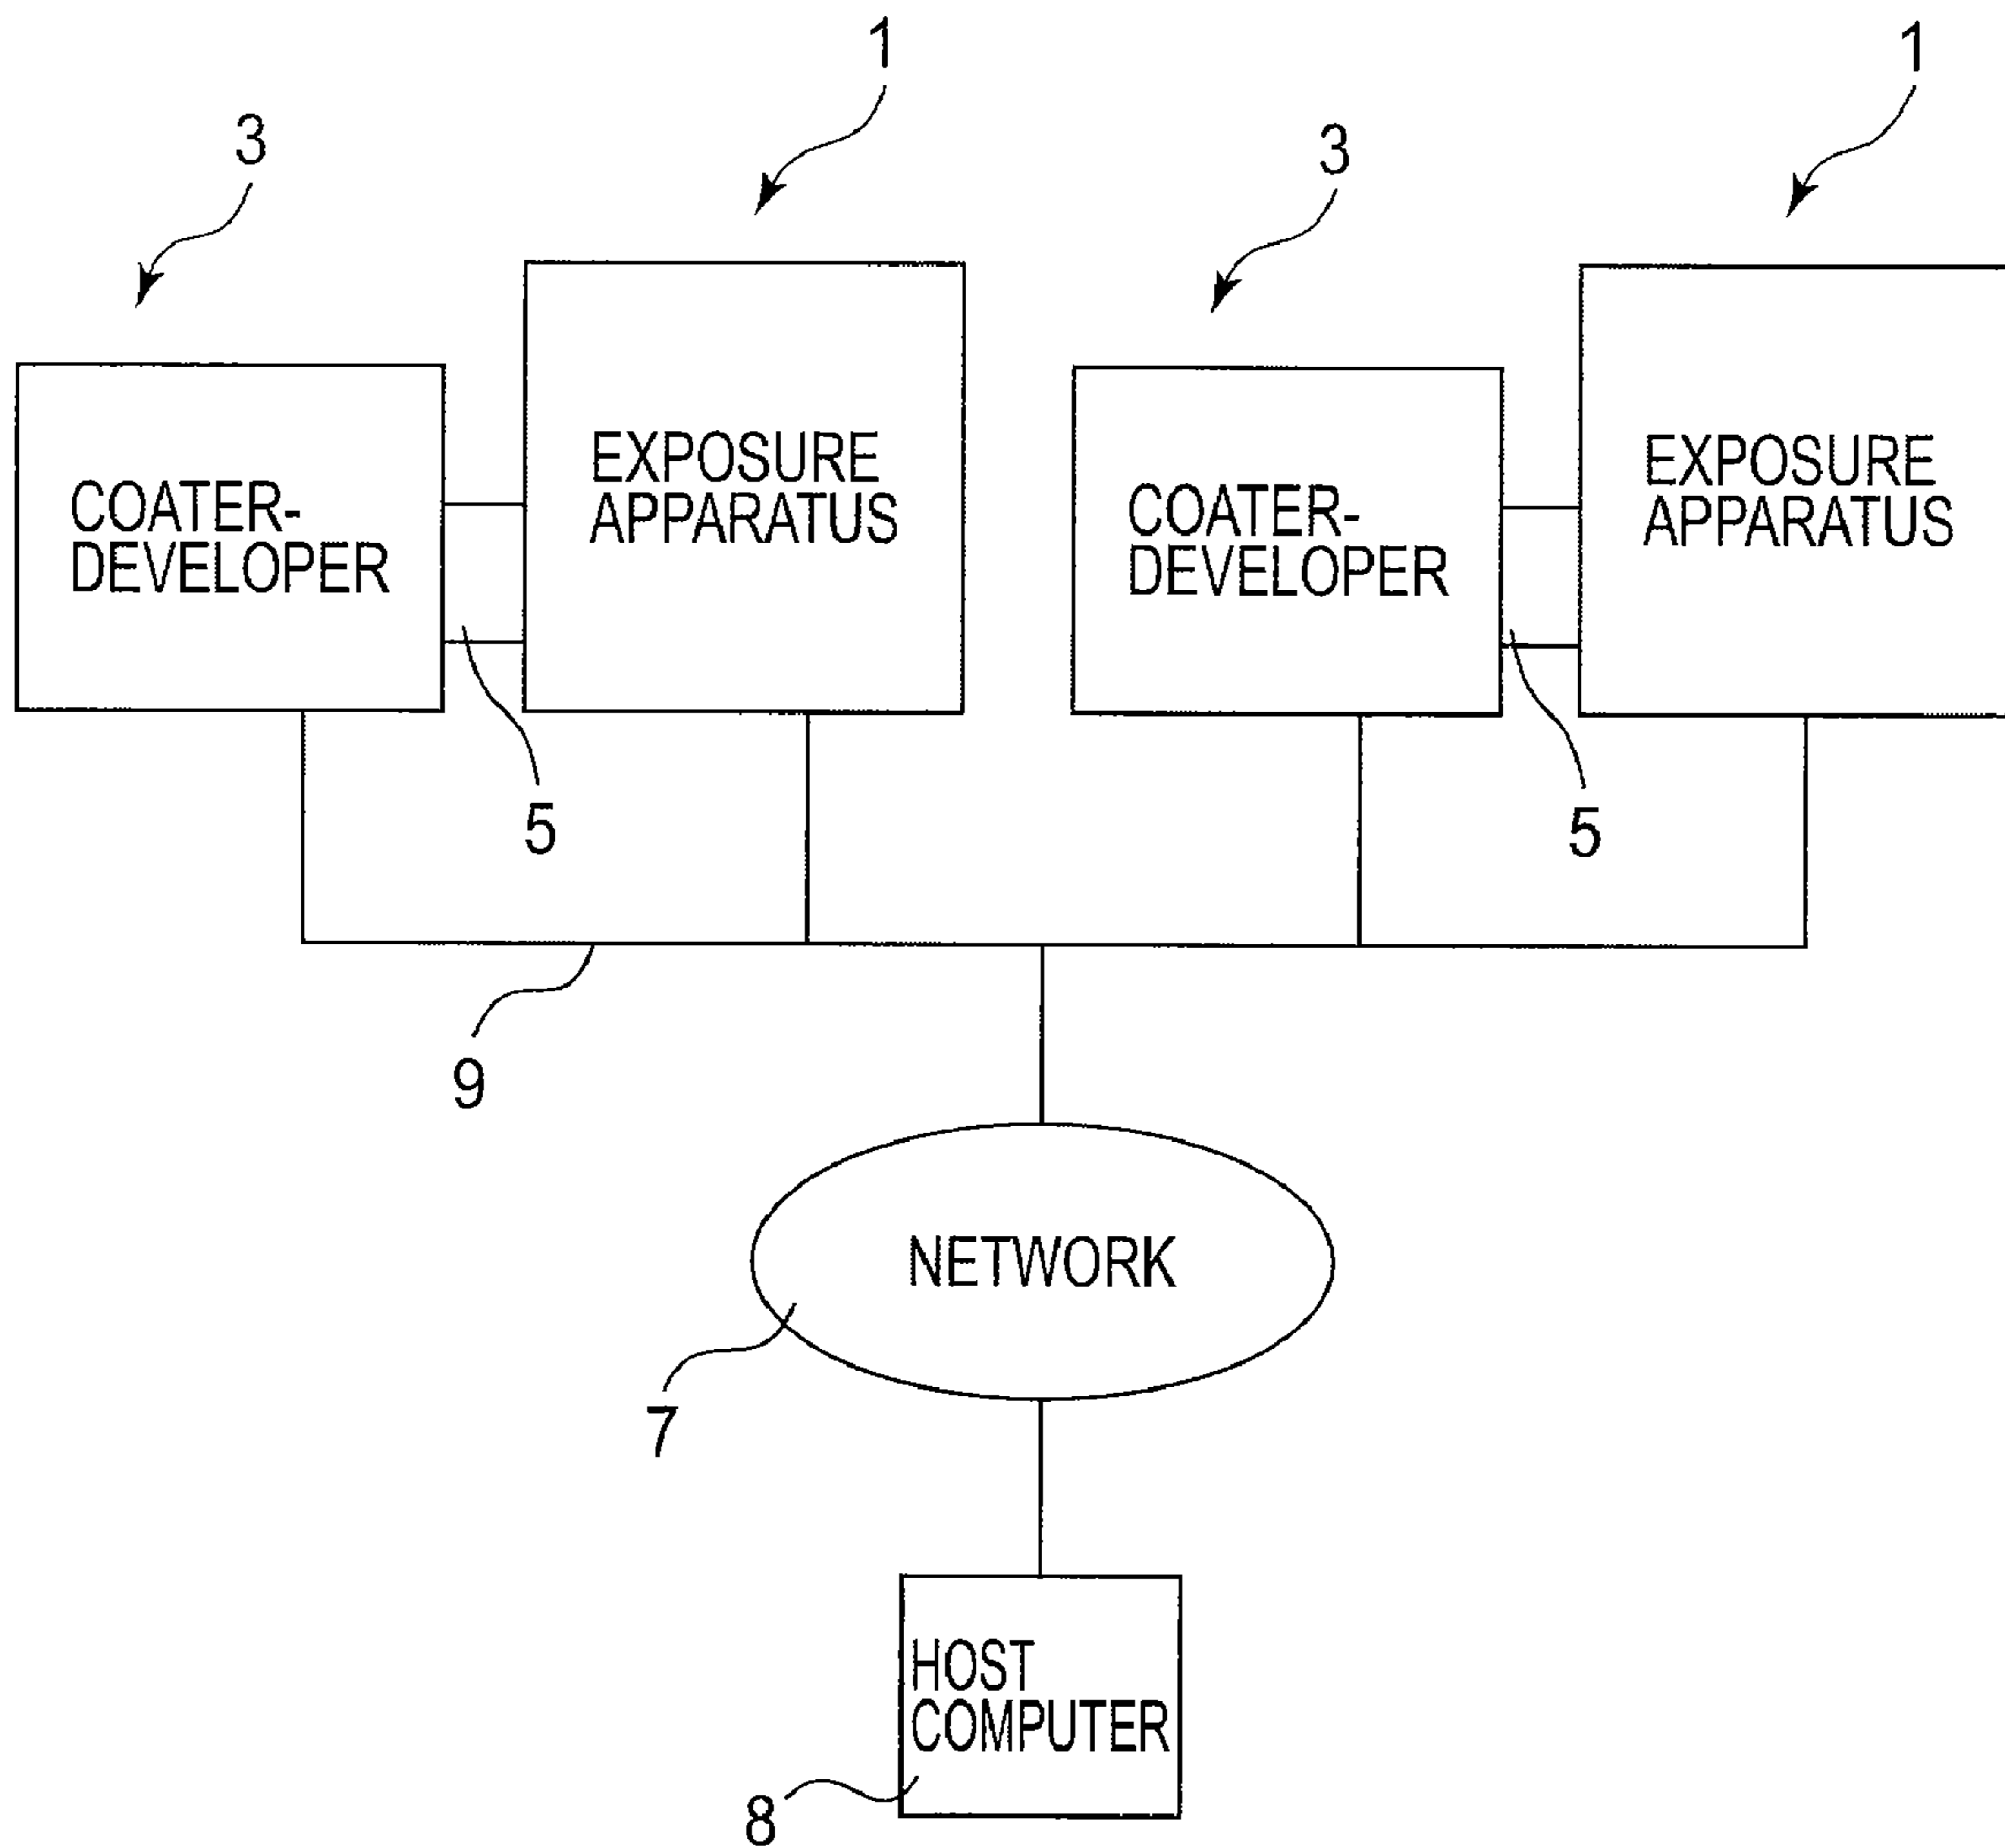 1
1
3
3
EXPOSURE
APPARATUS
COATER-
DEVELOPER
EXPOSURE
APPARATUS
COATER-
DEVELOPER
5
5
9
NETWORK
7
HOST
COMPUTER
8